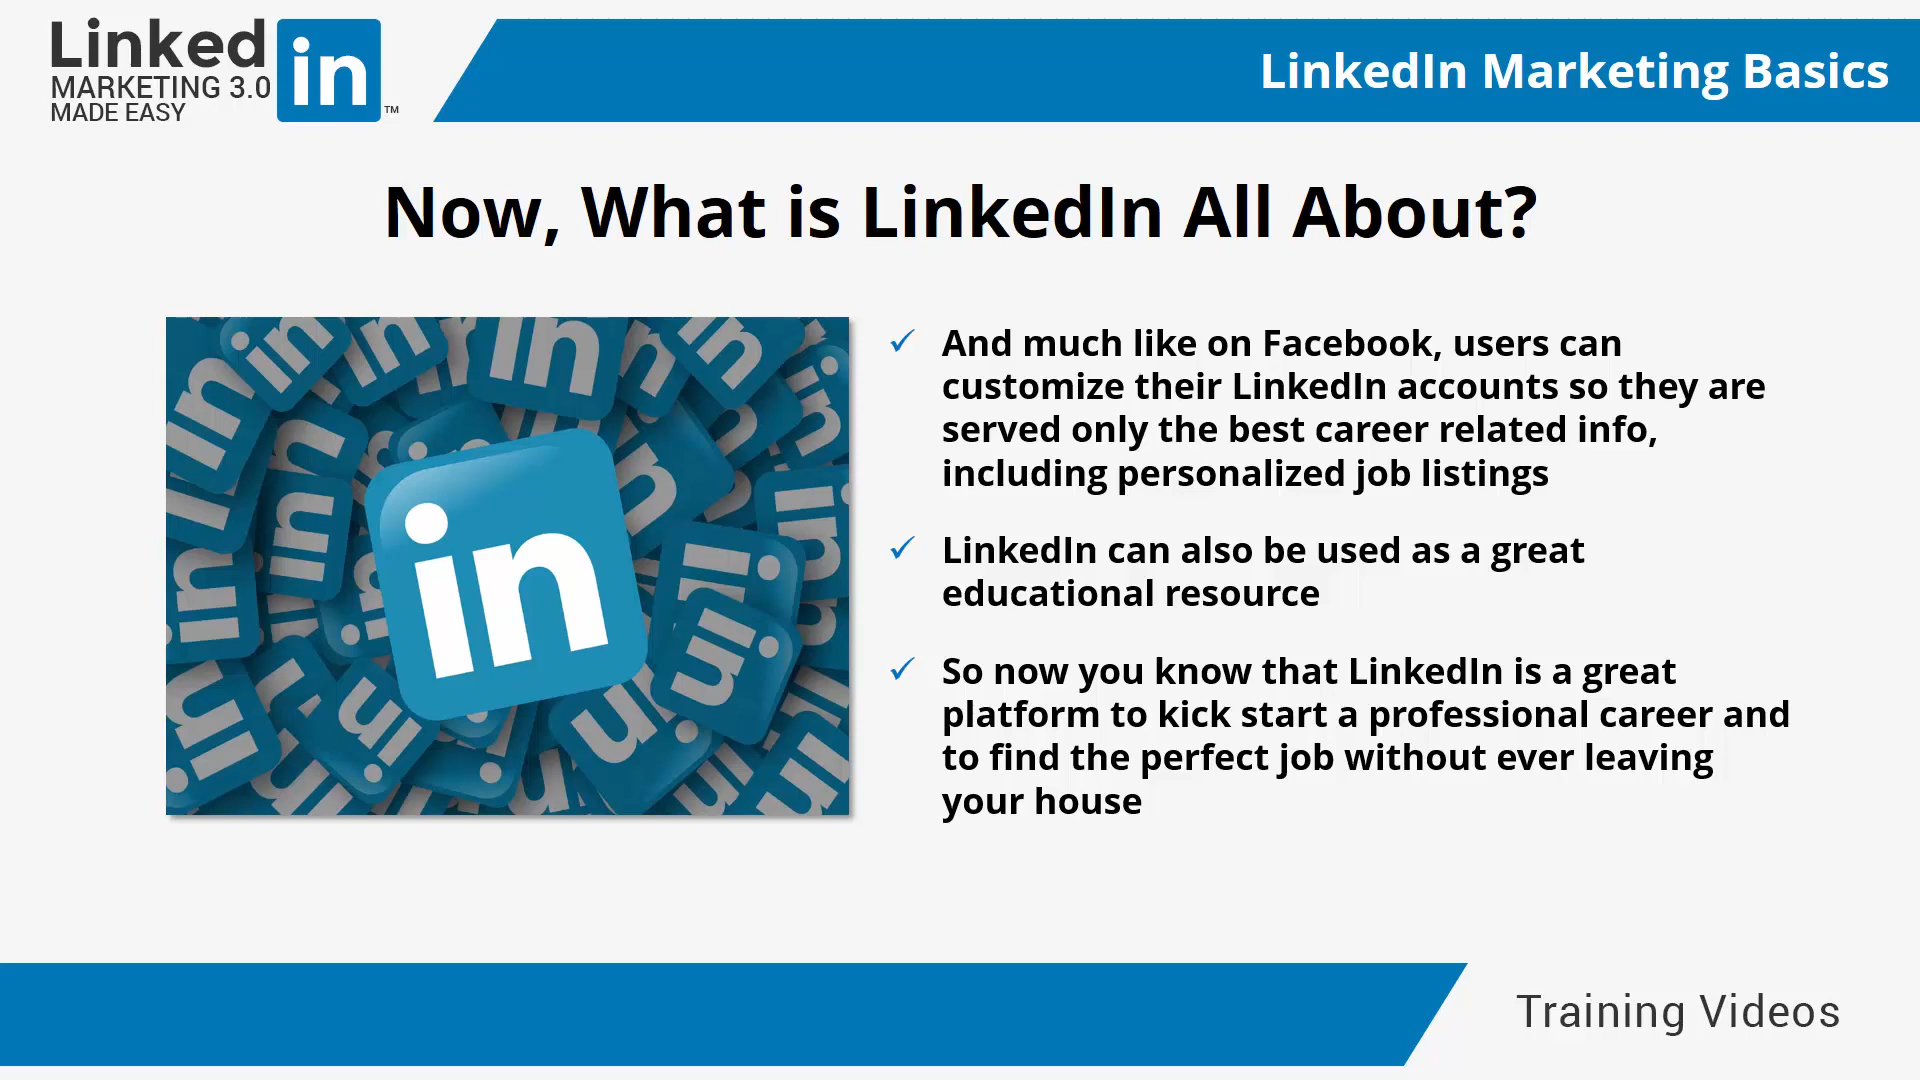 Linked in
MARKETING 3.0
MADE EASY
TM
LinkedIn Marketing Basics
Now, What is LinkedIn All About?
in
✓ And much like on Facebook, users can
customize their LinkedIn accounts so they are
served only the best career related info,
including personalized job listings
✓ LinkedIn can also be used as a great
educational resource
✓ So now you know that LinkedIn is a great
platform to kick start a professional career and
to find the perfect job without ever leaving
your house
Training Videos